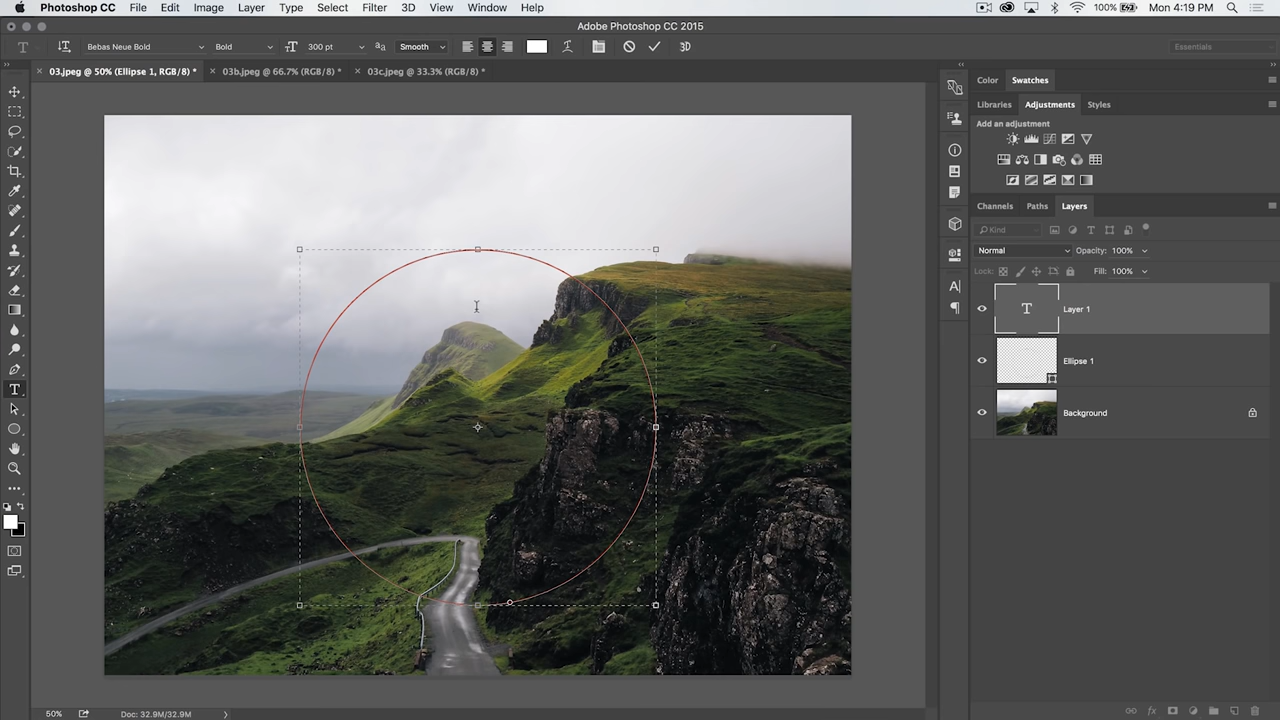 Photoshop CC File Edit Image Layer Type Select Filter 3D View Window Help 100% Mon 4:19 PM
Adobe Photoshop CC 2015
T Bebas Neue Bold Bold 300 pt aa Smooth 3D Essentials
03.jpeg @ 50% (Ellipse 1, RGB/8) * 03b.jpeg @ 66.7% (RGB/8) * 03c.jpeg @ 33.3% (RGB/8) *
Color Swatches
Libraries Adjustments Styles
Add an adjustment
Channels Paths Layers
Kind
Normal Opacity: 100%
Lock: Fill: 100%
T Layer 1
Ellipse 1
Background
50% Doc: 32.9M/32.9M